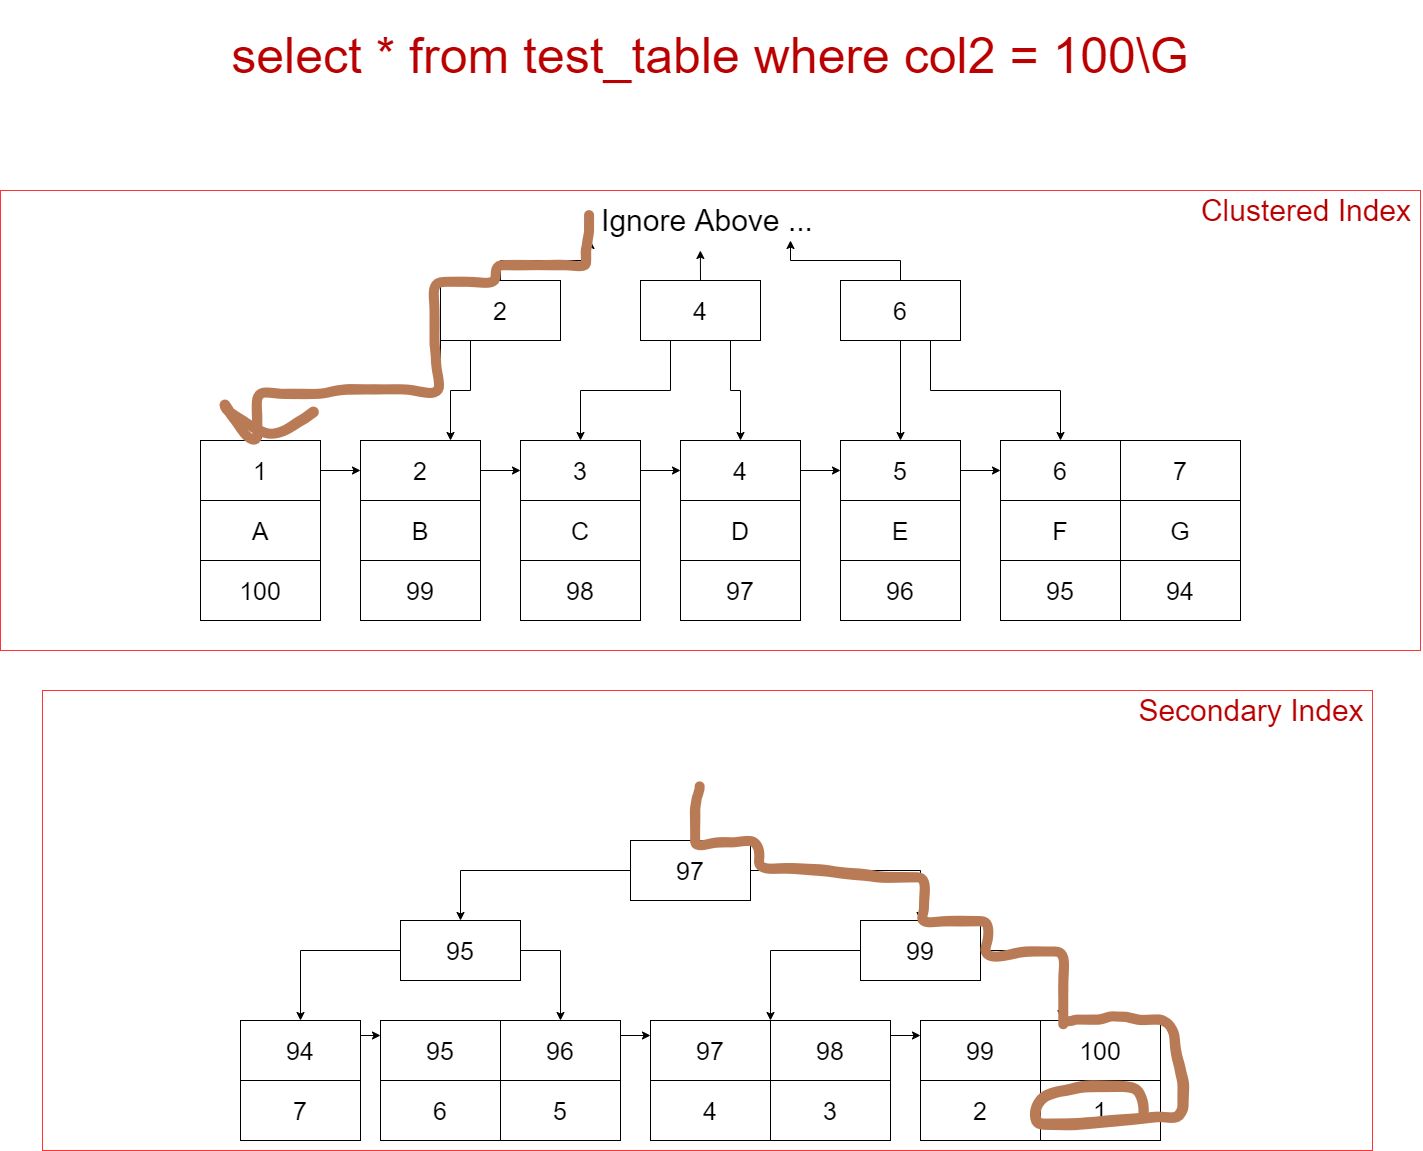 select * from test_table where col2 = 100\G
Clustered Index
Ignore Above ...
2 4 6
1 2 3 4 5 6 7
A B C D E F G
100 99 98 97 96 95 94
Secondary Index
97
95 99
94 95 96 97 98 99 100
7 6 5 4 3 2 1